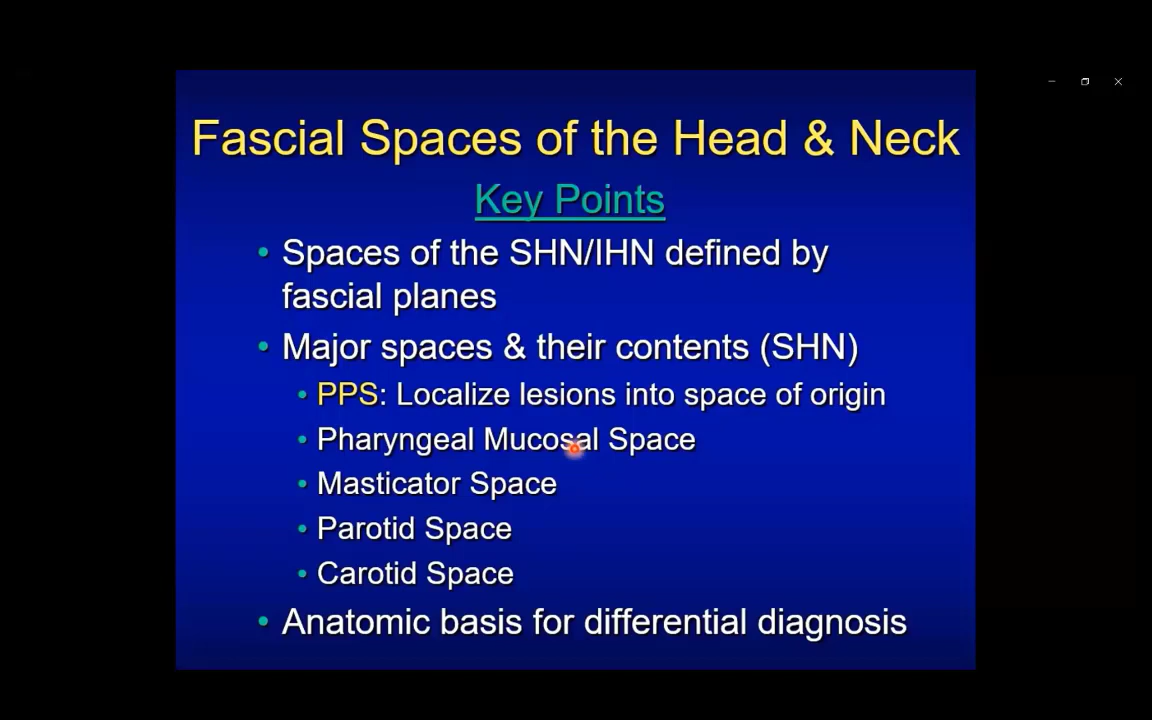 Fascial Spaces of the Head & Neck
Key Points
• Spaces of the SHN/IHN defined by
fascial planes
• Major spaces & their contents (SHN)
• PPS: Localize lesions into space of origin
• Pharyngeal Mucosal Space
• Masticator Space
• Parotid Space
• Carotid Space
• Anatomic basis for differential diagnosis